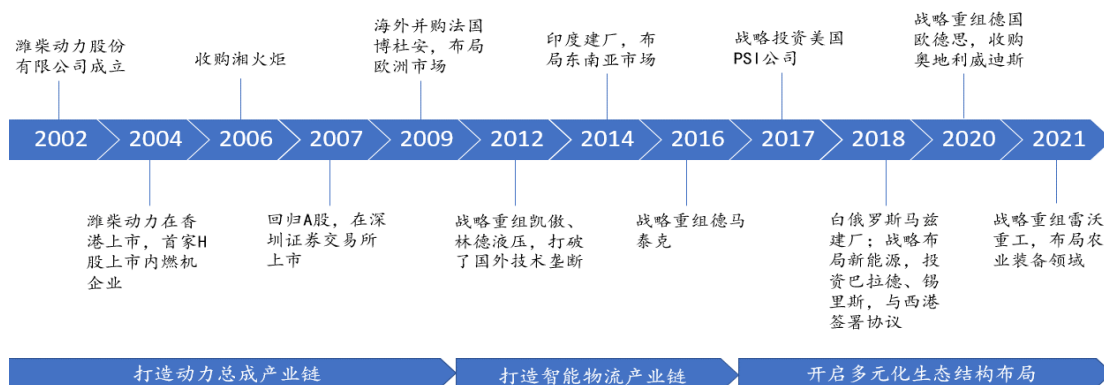 潍柴动力股份
有限公司成立
收购湘火炬
海外并购法国
博杜安，布局
欧洲市场
印度建厂，布
局东南亚市场
战略投资美国
PSI公司
战略重组德国
欧德思，收购
奥地利威迪斯
2002
2004
2006
2007
2009
2012
2014
2016
2017
2018
2020
2021
潍柴动力在香
港上市，首家H
股上市内燃机
企业
回归A股，在深
圳证券交易所
上市
战略重组凯傲、
林德液压，打破
了国外技术垄断
战略重组德马
泰克
白俄罗斯马兹
建厂；战略布
局新能源，投
资巴拉德、锡
里斯，与西港
签署协议
战略重组雷沃
重工，布局农
业装备领域
打造动力总成产业链
打造智能物流产业链
开启多元化生态结构布局